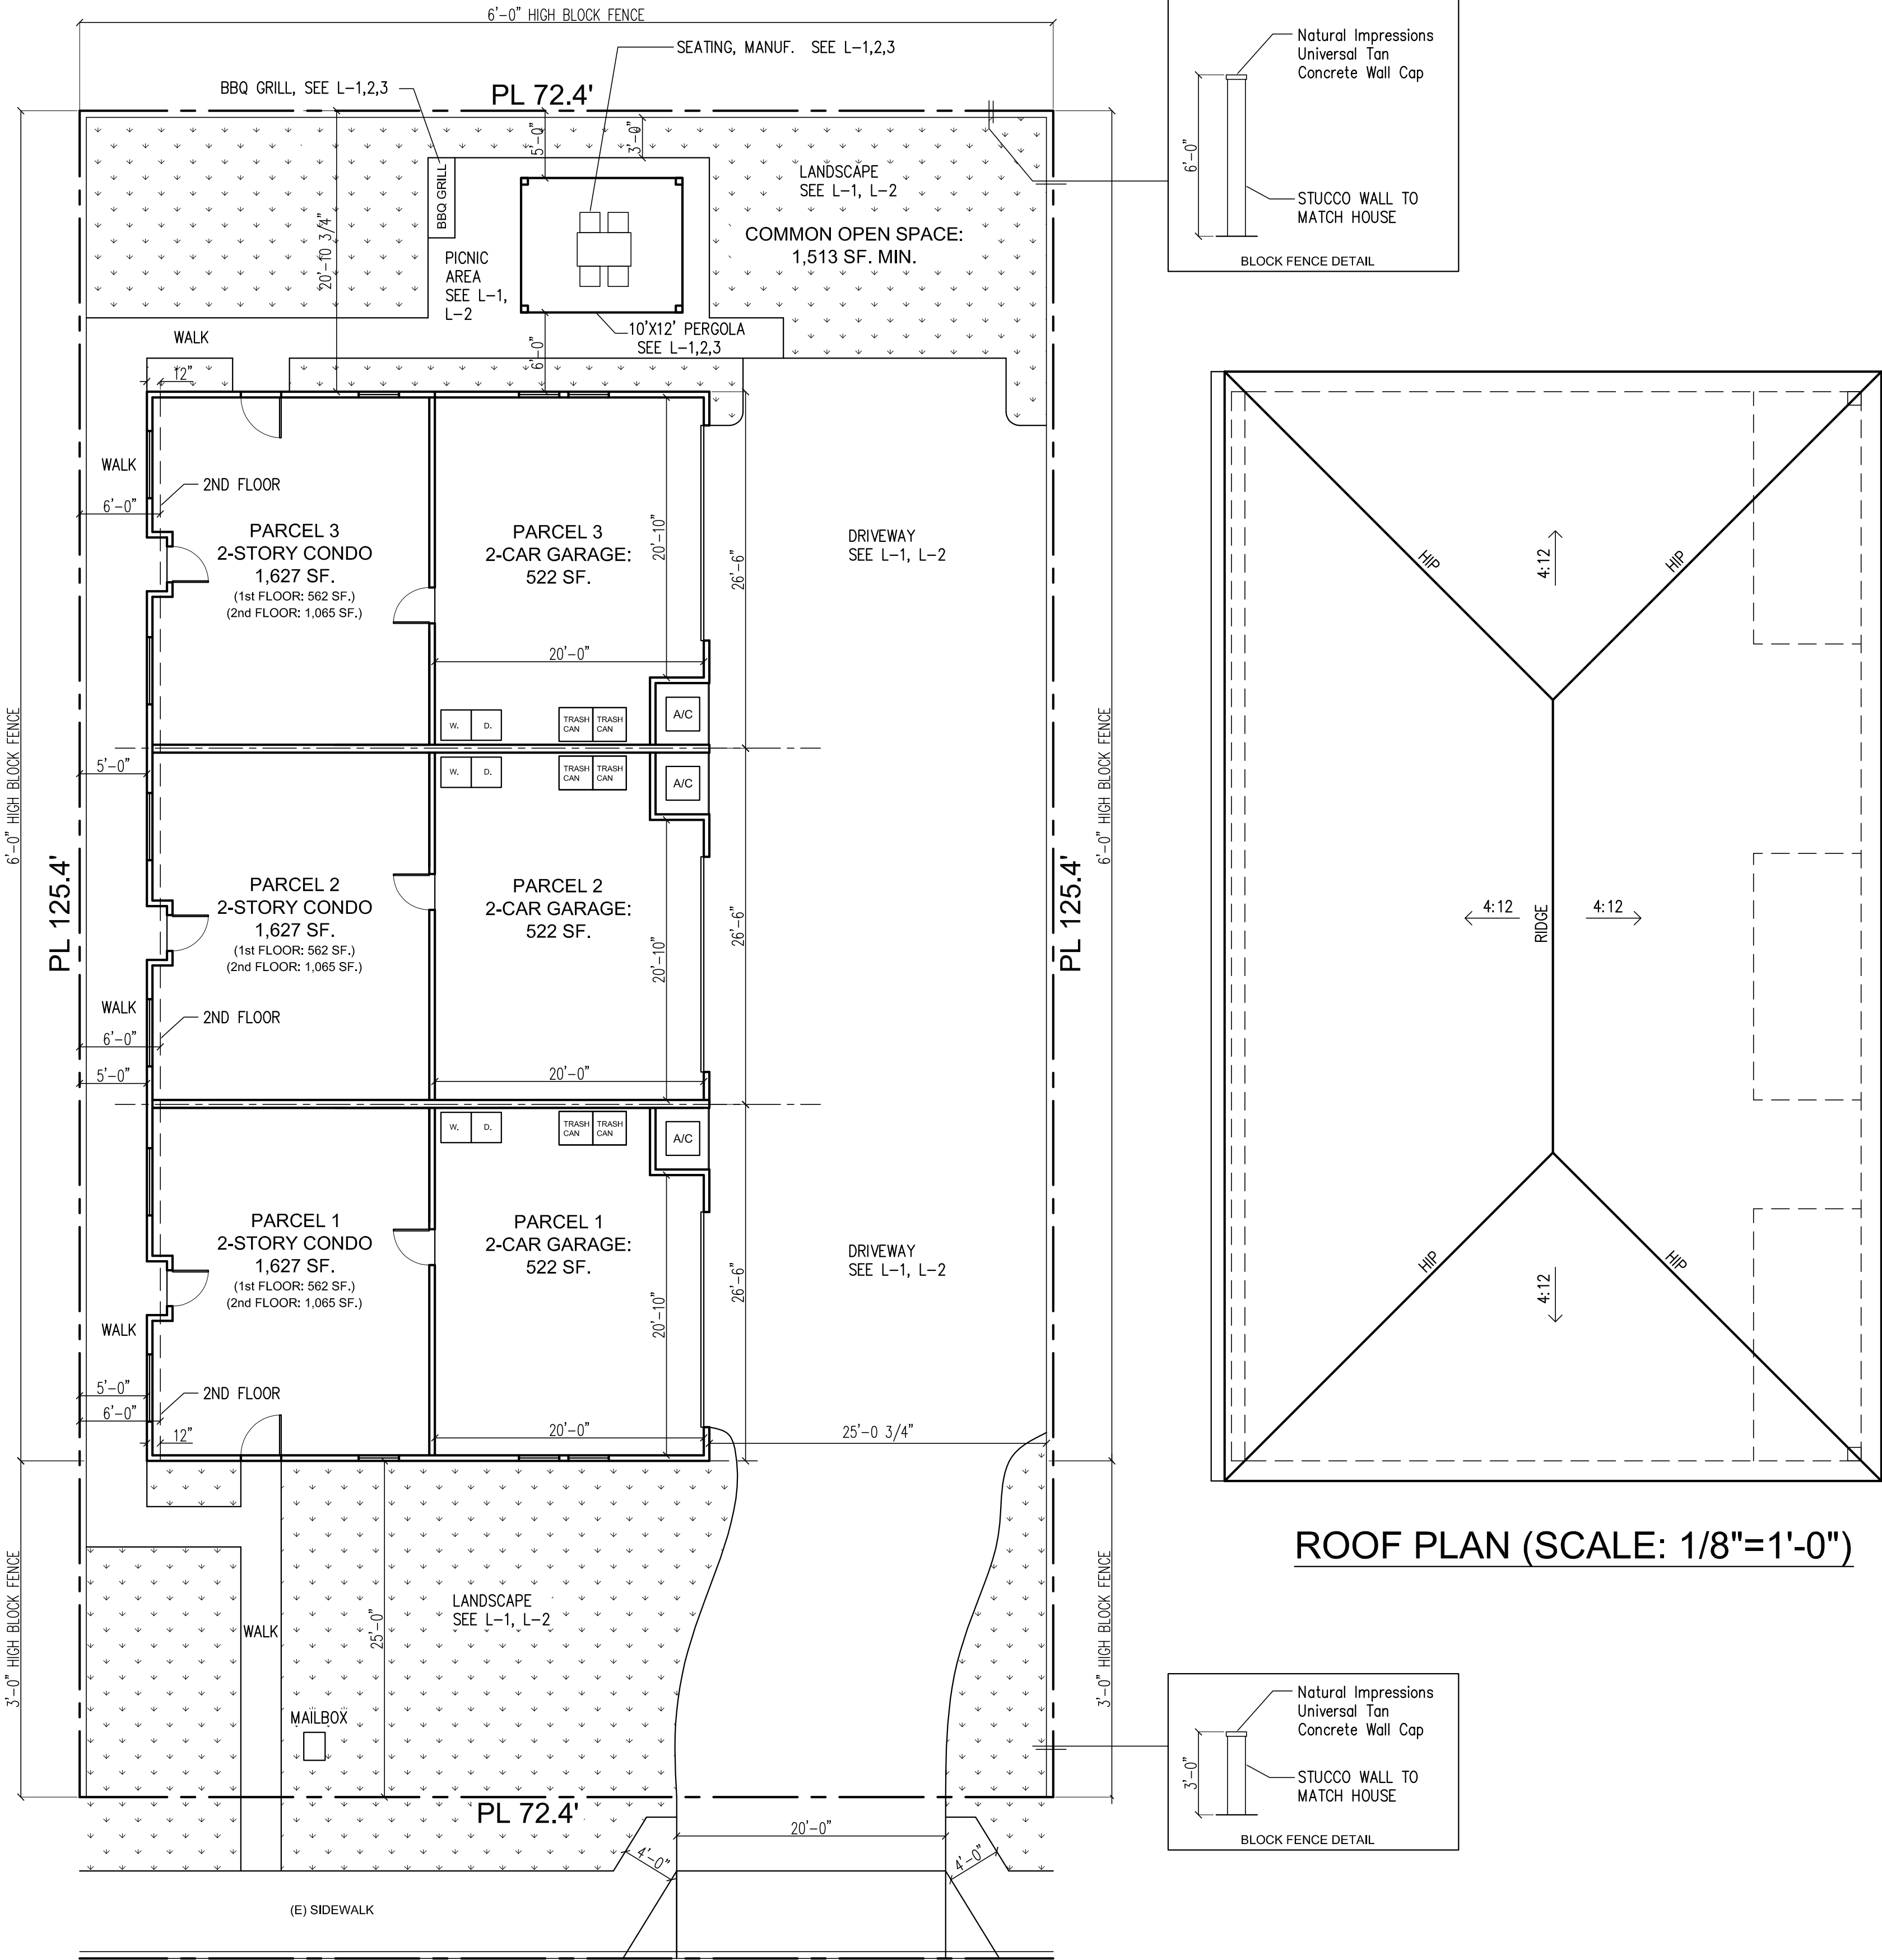 6'-0" HIGH BLOCK FENCE
SEATING, MANUF. SEE L-1,2,3
BBQ GRILL, SEE L-1,2,3
PL 72.4'
5'-0"
3'-0"
BBQ GRILL
20'-10 3/4"
LANDSCAPE
SEE L-1, L-2
COMMON OPEN SPACE:
1,513 SF. MIN.
PICNIC
AREA
SEE L-1,
L-2
10'X12' PERGOLA
SEE L-1,2,3
6'-0"
WALK
12"
WALK
2ND FLOOR
6'-0"
PARCEL 3
2-STORY CONDO
1,627 SF.
(1st FLOOR: 562 SF.)
(2nd FLOOR: 1,065 SF.)
PARCEL 3
2-CAR GARAGE:
522 SF.
20'-10"
26'-6"
20'-0"
DRIVEWAY
SEE L-1, L-2
W.
D.
TRASH
CAN
TRASH
CAN
A/C
W.
D.
TRASH
CAN
TRASH
CAN
A/C
5'-0"
6'-0" HIGH BLOCK FENCE
6'-0" HIGH BLOCK FENCE
PL 125.4'
PL 125.4'
PARCEL 2
2-STORY CONDO
1,627 SF.
(1st FLOOR: 562 SF.)
(2nd FLOOR: 1,065 SF.)
PARCEL 2
2-CAR GARAGE:
522 SF.
20'-10"
26'-6"
WALK
2ND FLOOR
6'-0"
5'-0"
20'-0"
W.
D.
TRASH
CAN
TRASH
CAN
A/C
PARCEL 1
2-STORY CONDO
1,627 SF.
(1st FLOOR: 562 SF.)
(2nd FLOOR: 1,065 SF.)
PARCEL 1
2-CAR GARAGE:
522 SF.
20'-10"
26'-6"
DRIVEWAY
SEE L-1, L-2
WALK
5'-0"
2ND FLOOR
6'-0"
12"
20'-0"
25'-0 3/4"
3'-0" HIGH BLOCK FENCE
3'-0" HIGH BLOCK FENCE
LANDSCAPE
SEE L-1, L-2
25'-0"
WALK
MAILBOX
PL 72.4'
20'-0"
4'-0"
4'-0"
(E) SIDEWALK
Natural Impressions
Universal Tan
Concrete Wall Cap
6'-0"
STUCCO WALL TO
MATCH HOUSE
BLOCK FENCE DETAIL
HIP
4:12
HIP
4:12
RIDGE
4:12
HIP
4:12
HIP
ROOF PLAN (SCALE: 1/8"=1'-0")
Natural Impressions
Universal Tan
Concrete Wall Cap
3'-0"
STUCCO WALL TO
MATCH HOUSE
BLOCK FENCE DETAIL